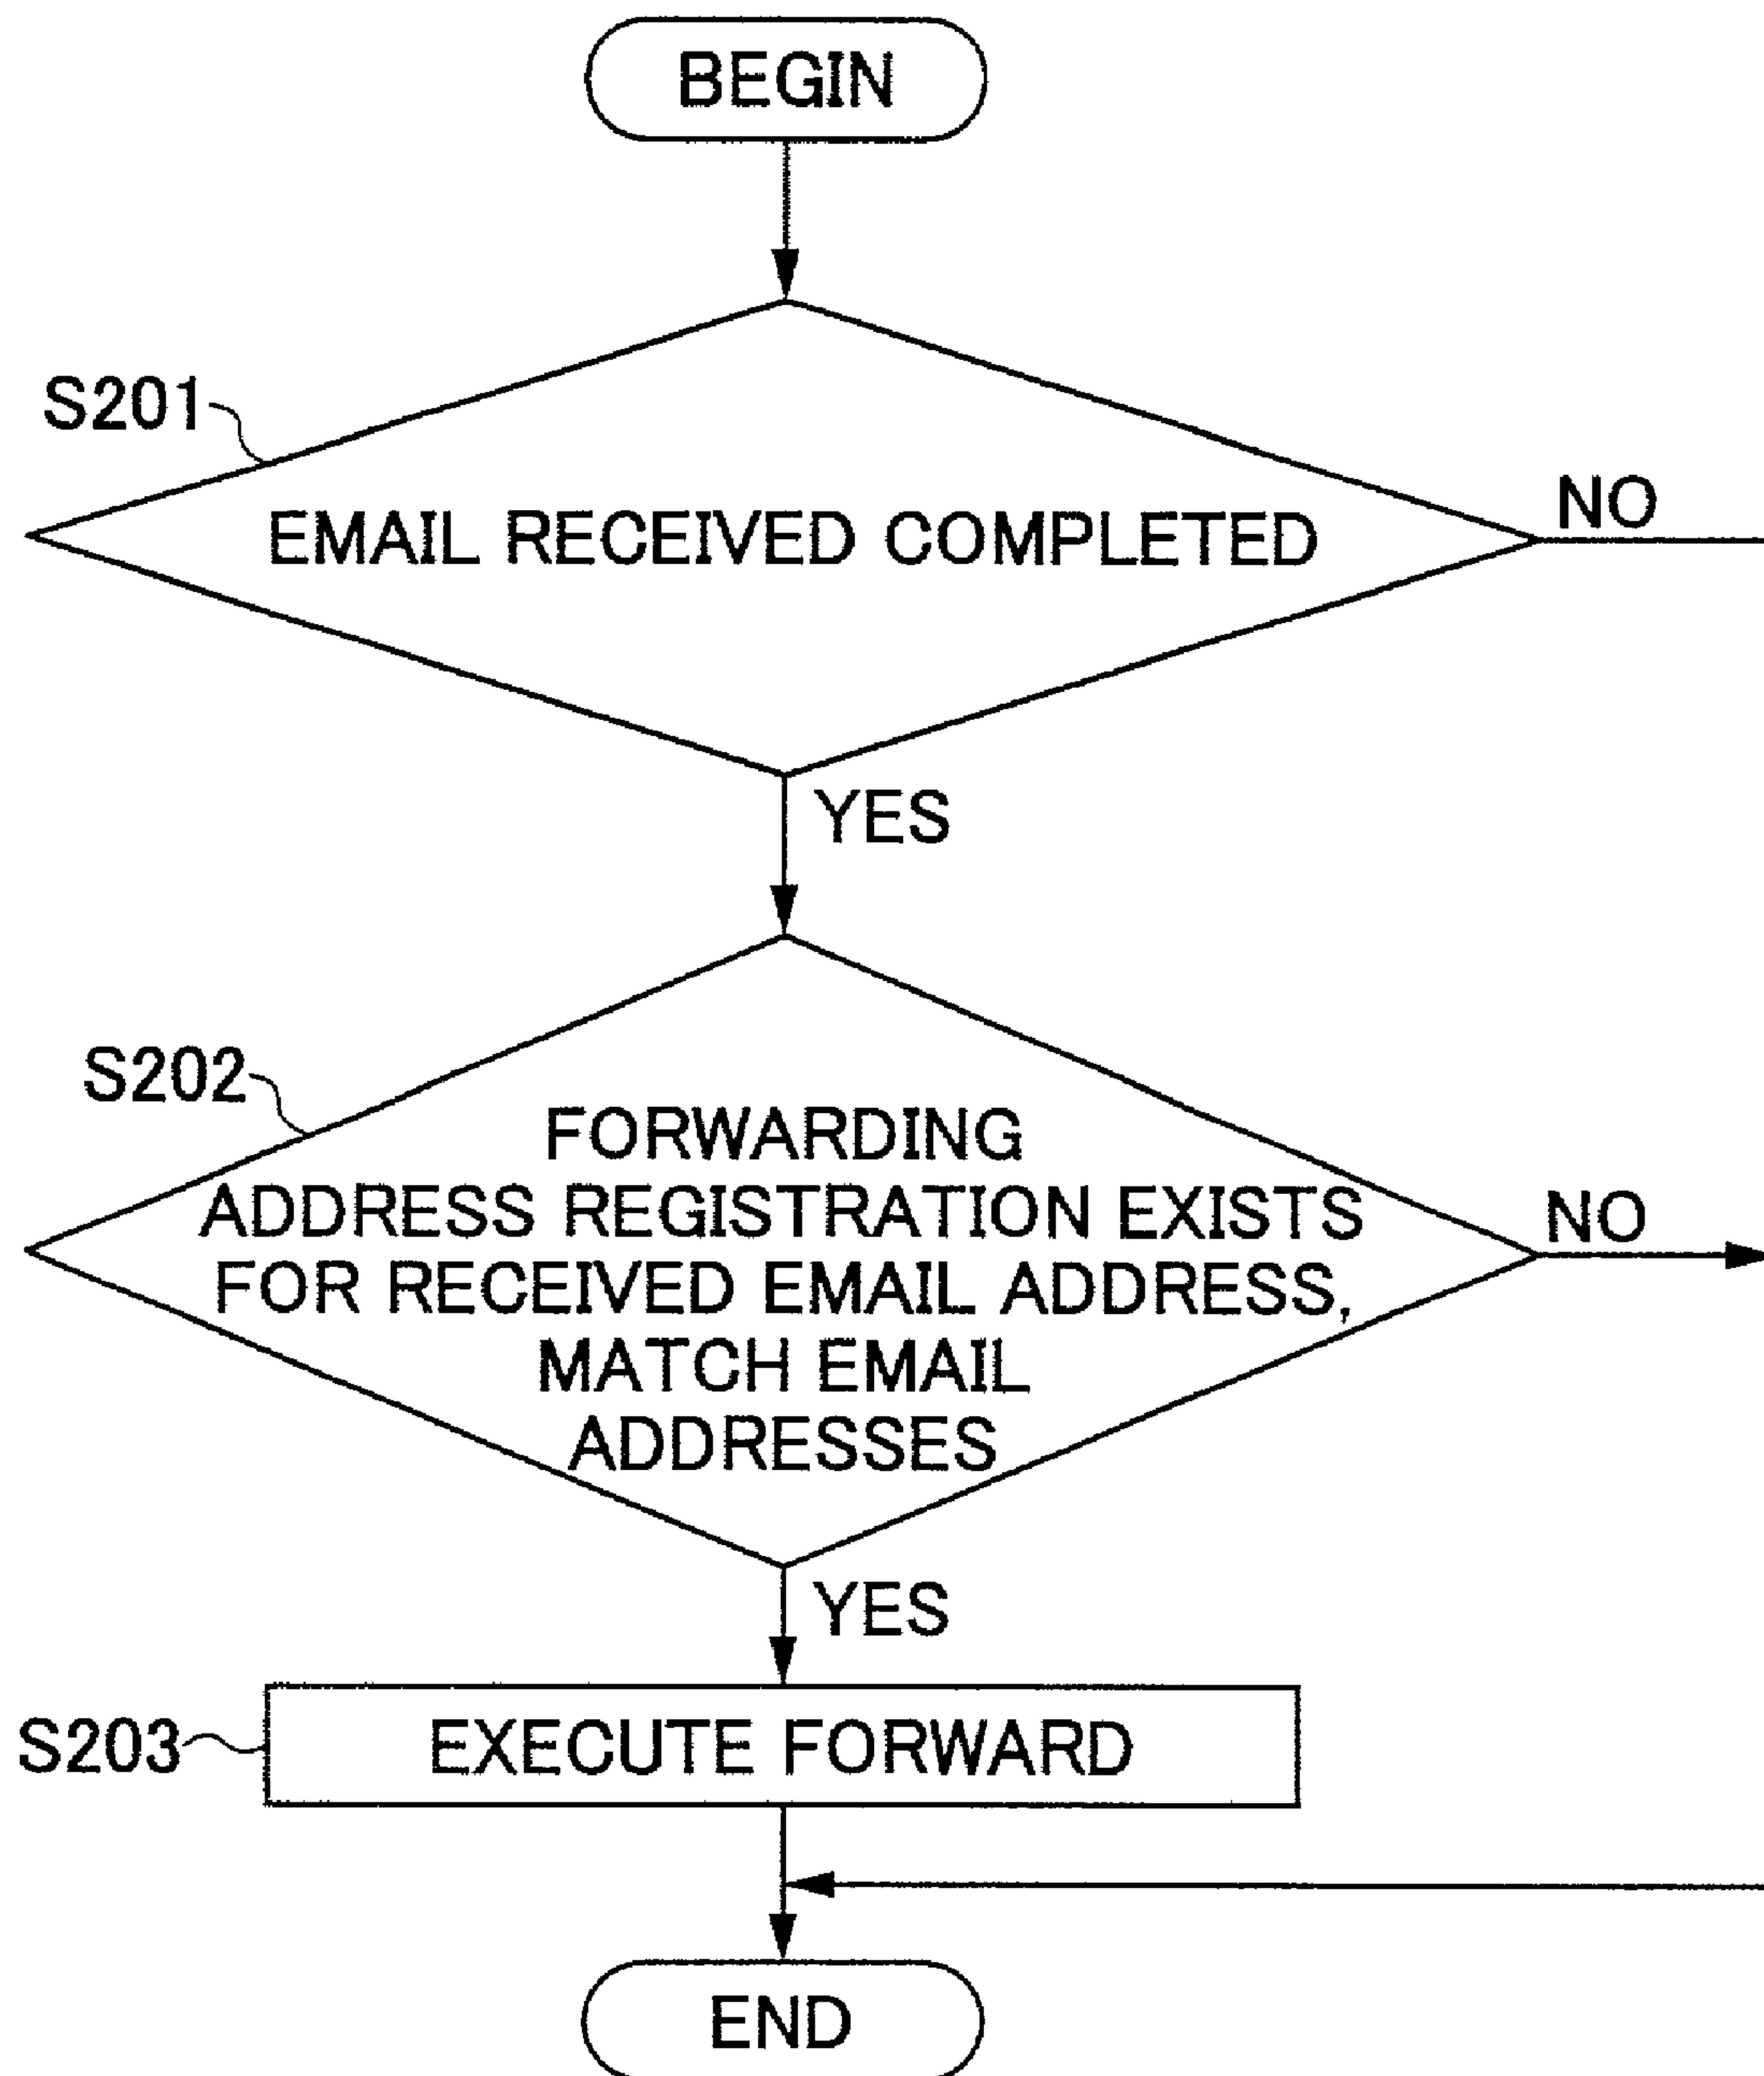 BEGIN
S201
EMAIL RECEIVED COMPLETED
NO
YES
S202
FORWARDING
ADDRESS REGISTRATION EXISTS
FOR RECEIVED EMAIL ADDRESS,
MATCH EMAIL
ADDRESSES
NO
YES
S203
EXECUTE FORWARD
END